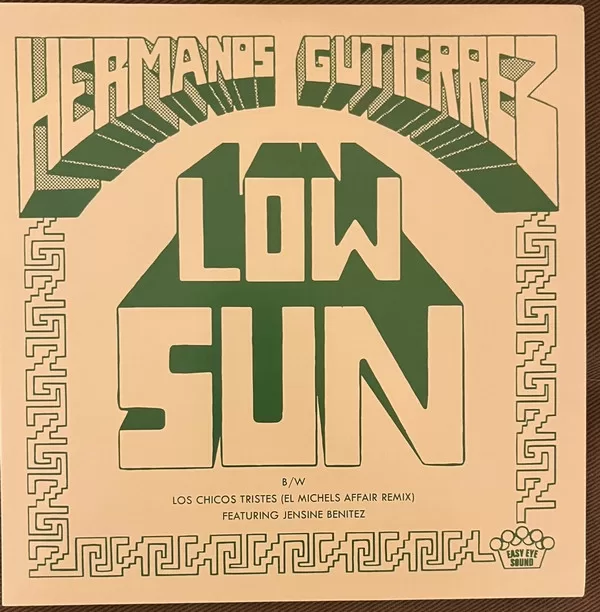 HERMANOS GUTIERREZ
LOW
SUN
B/W
LOS CHICOS TRISTES (EL MICHELS AFFAIR REMIX)
FEATURING JENSINE BENITEZ
EASY EYE
SOUND